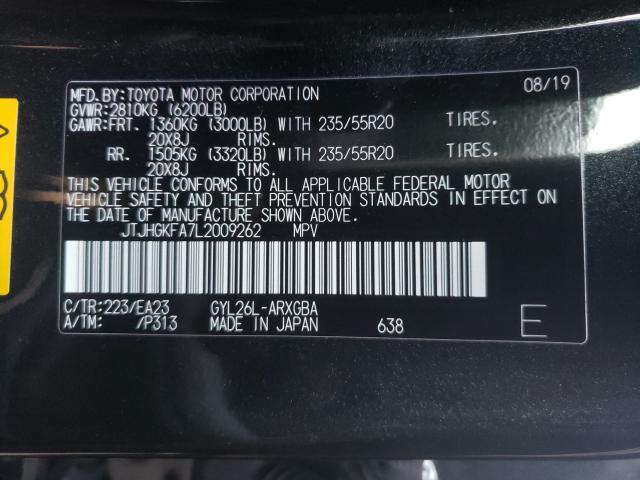 MFD.BY:TOYOTA MOTOR CORPORATION 08/19
GVWR:2810KG (6200LB)
GAWR:FRT. 1360KG (3000LB) WITH 235/55R20 TIRES.
20X8J RIMS.
RR. 1505KG (3320LB) WITH 235/55R20 TIRES.
20X8J RIMS.
THIS VEHICLE CONFORMS TO ALL APPLICABLE FEDERAL MOTOR
VEHICLE SAFETY AND THEFT PREVENTION STANDARDS IN EFFECT ON
THE DATE OF MANUFACTURE SHOWN ABOVE.
JTJHGKFA7L2009262 MPV
C/TR:223/EA23 GYL26L-ARXGBA
A/TM: /P313 MADE IN JAPAN 638 E